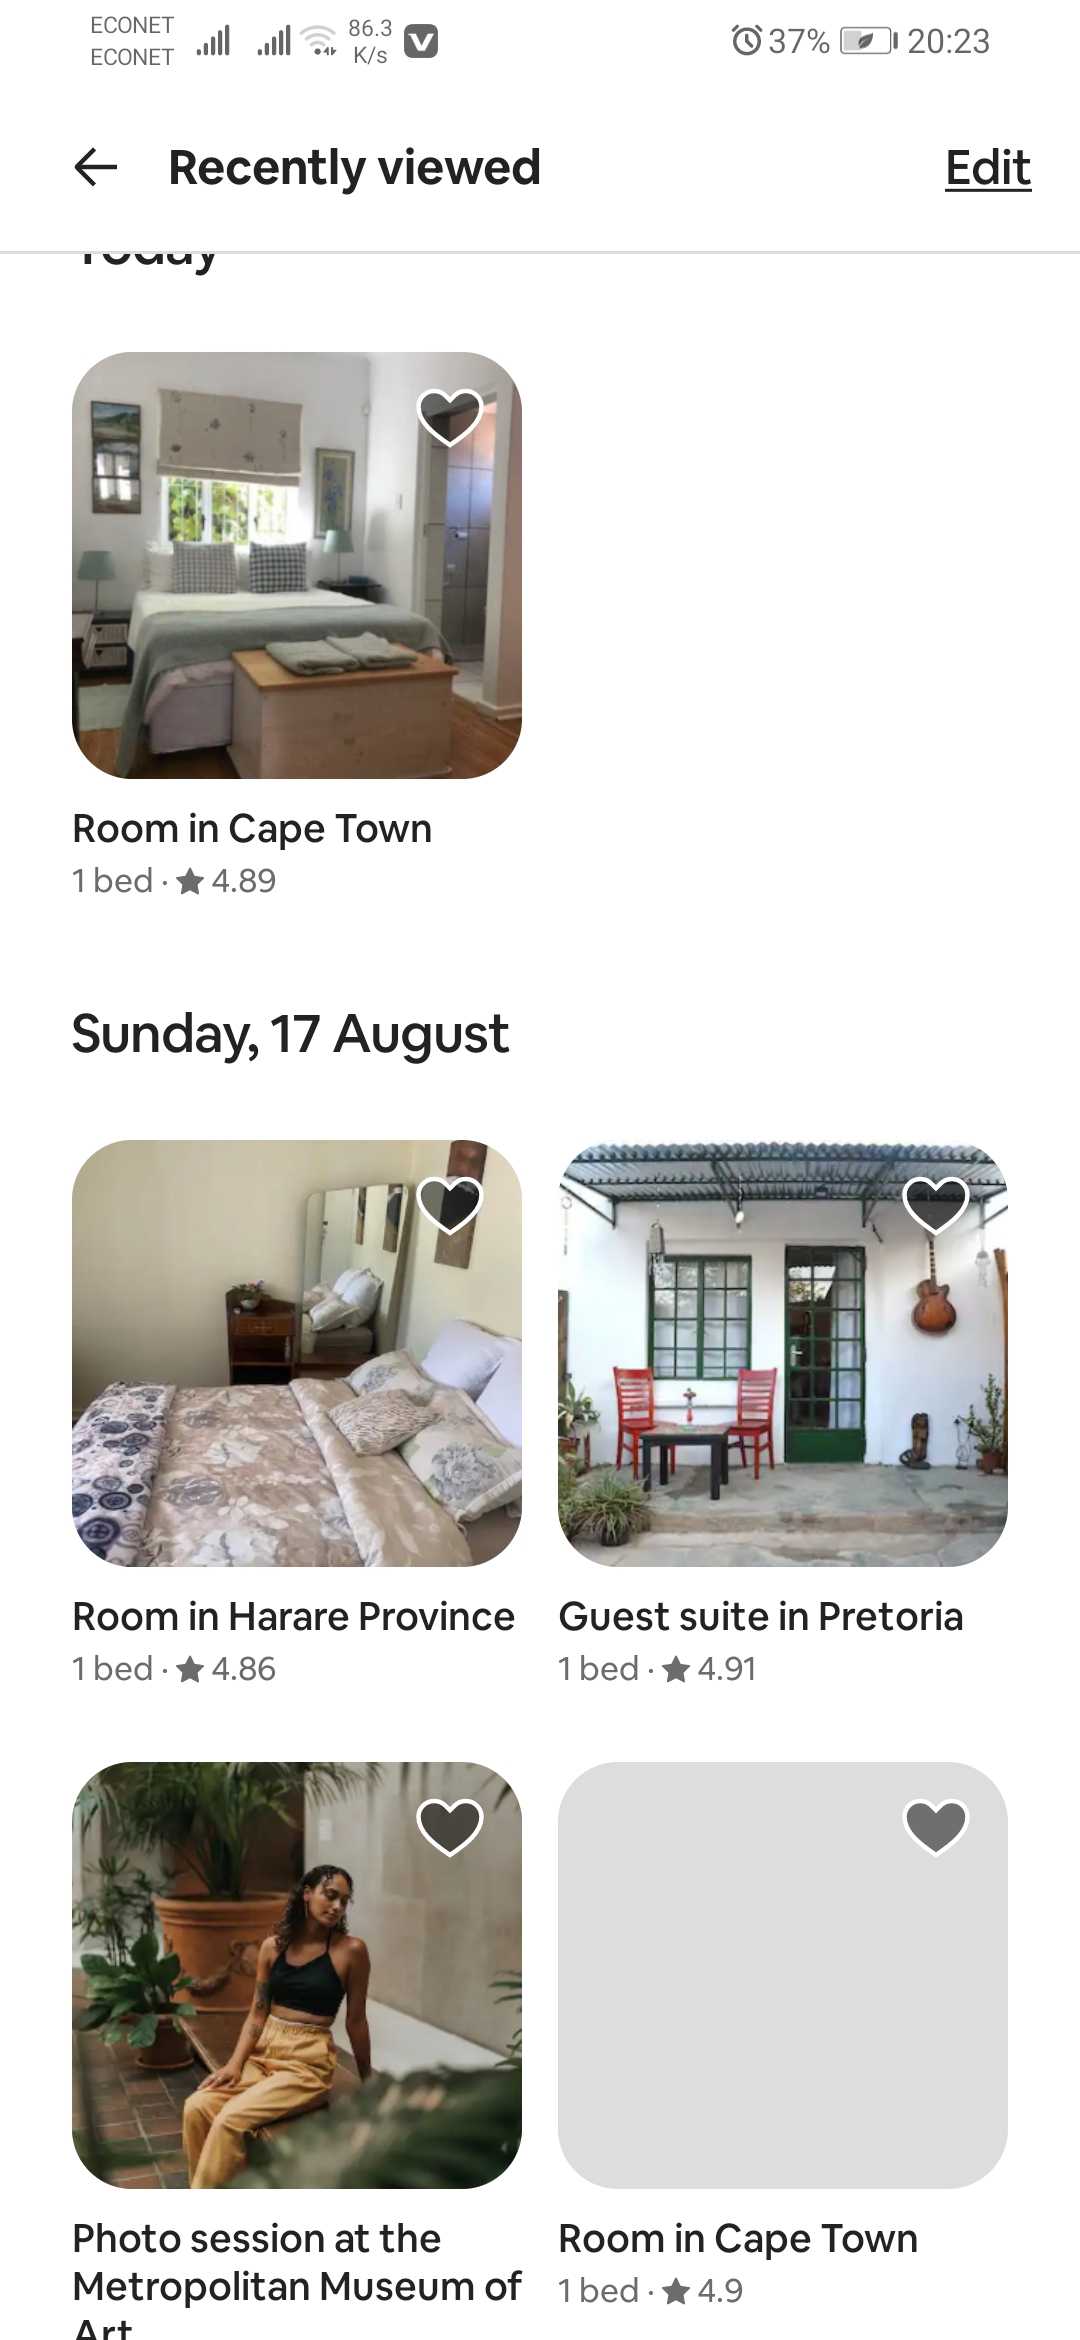 ECONET
ECONET
86.3
K/s
37%
20:23
Recently viewed
Edit
Today
Room in Cape Town
1 bed · ★ 4.89
Sunday, 17 August
Room in Harare Province
1 bed · ★ 4.86
Guest suite in Pretoria
1 bed · ★ 4.91
Photo session at the
Metropolitan Museum of
Art
Room in Cape Town
1 bed · ★ 4.9